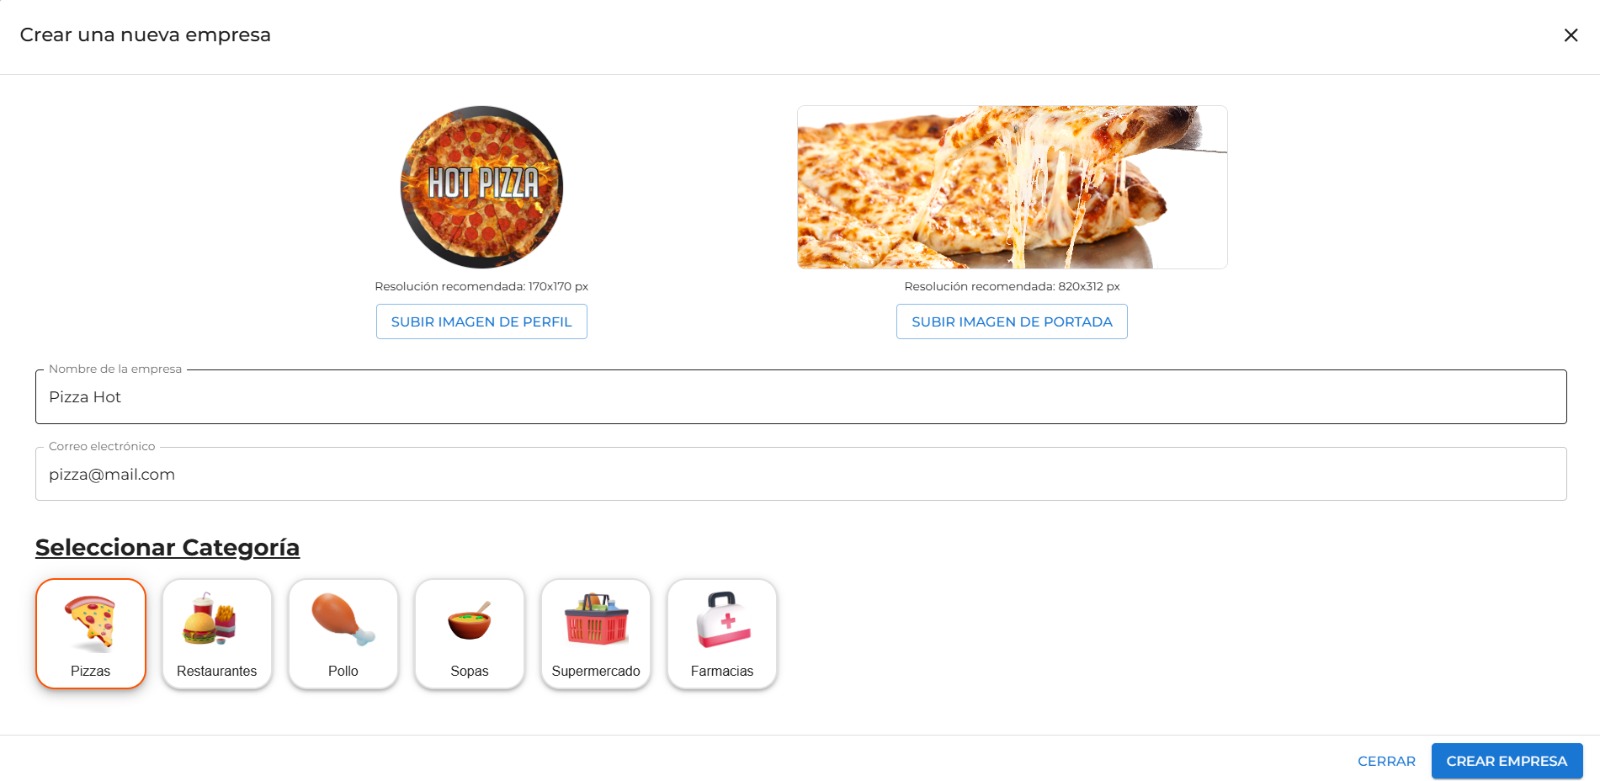 Crear una nueva empresa
HOT PIZZA
Resolución recomendada: 170x170 px
Resolución recomendada: 820x312 px
SUBIR IMAGEN DE PERFIL
SUBIR IMAGEN DE PORTADA
Nombre de la empresa
Pizza Hot
Correo electrónico
pizza@mail.com
Seleccionar Categoría
Pizzas
Restaurantes
Pollo
Sopas
Supermercado
Farmacias
CERRAR
CREAR EMPRESA